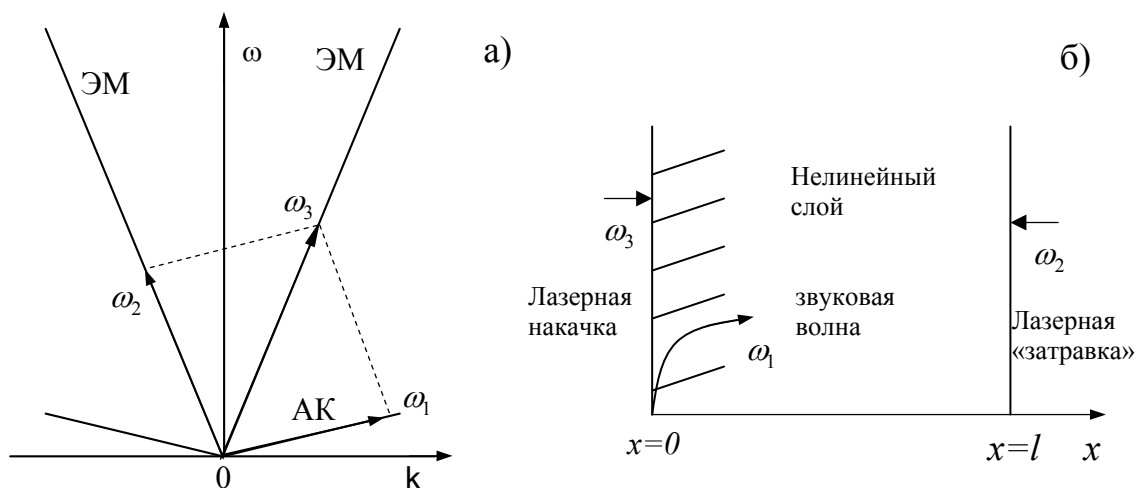 а)
ω
ЭМ
ЭМ
ω₃
ω₂
АК
ω₁
0
k
б)
Нелинейный
слой
ω₃
ω₂
Лазерная
накачка
звуковая
волна
ω₁
Лазерная
«затравка»
x=0
x=l
x